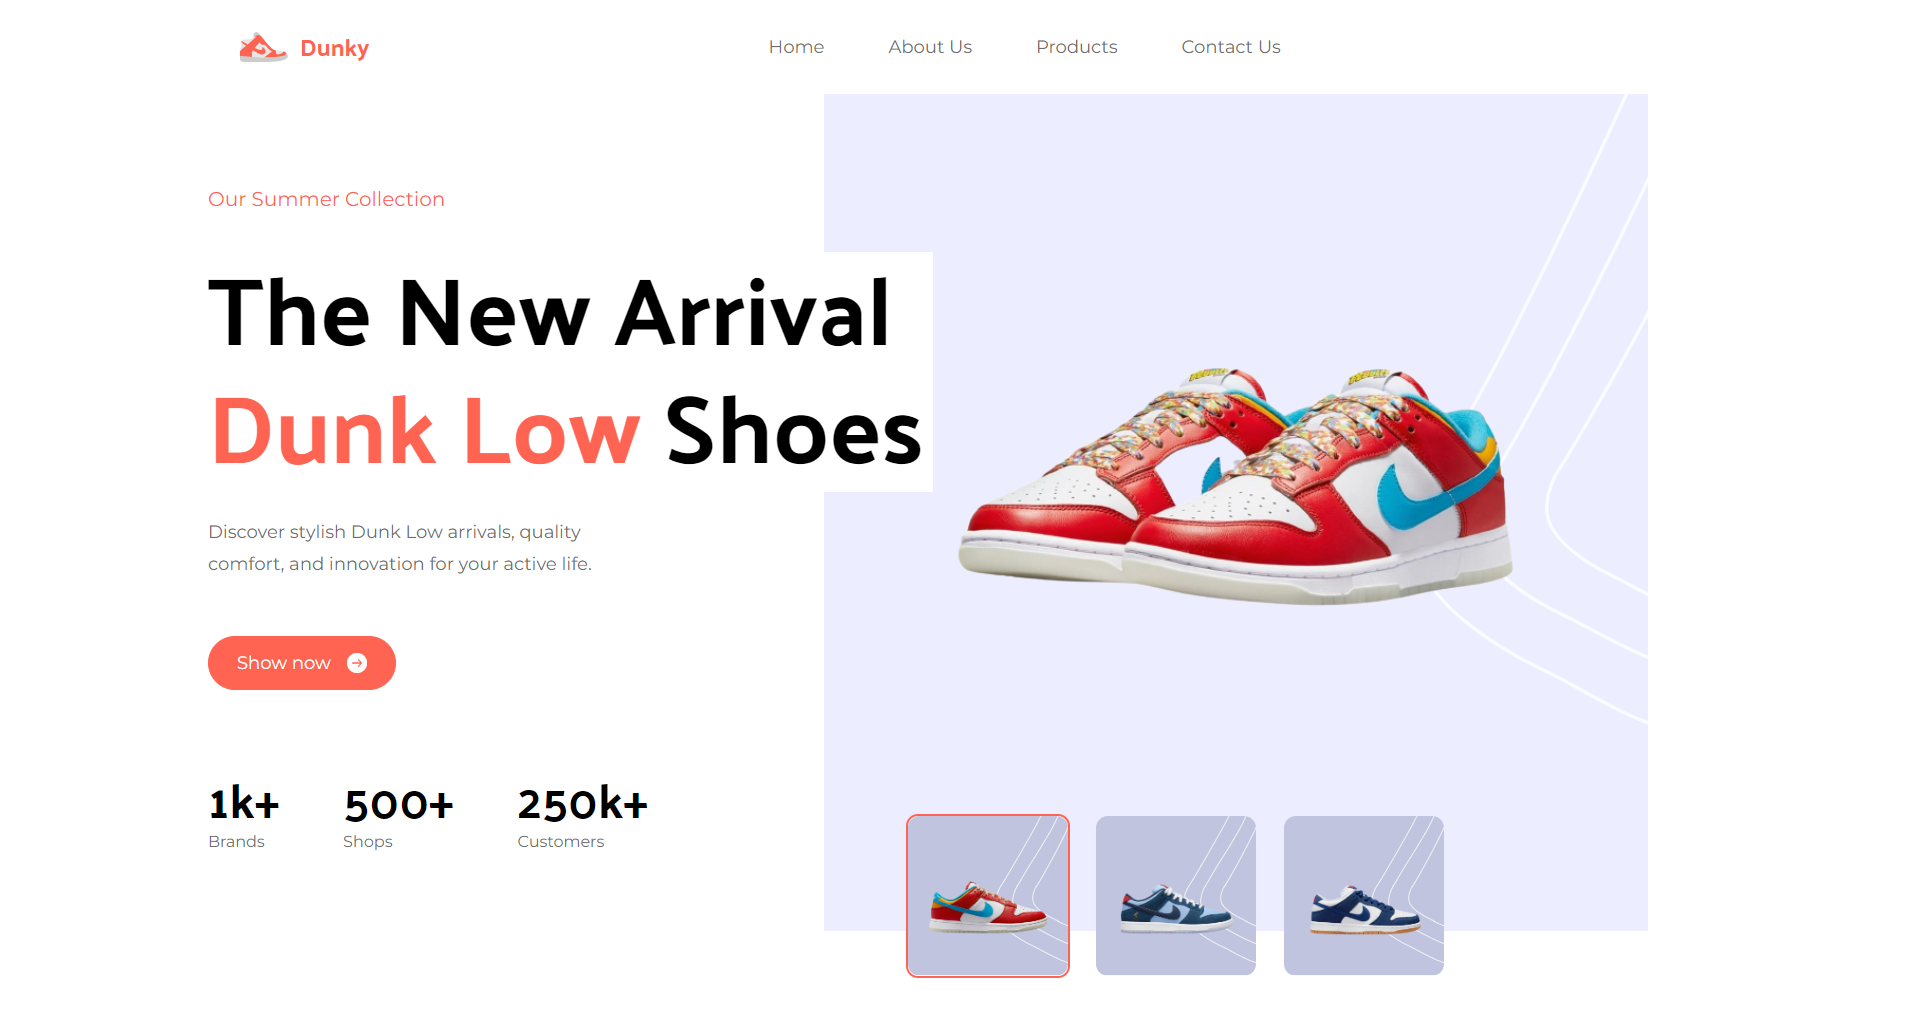 Dunky
Home
About Us
Products
Contact Us
Our Summer Collection
The New Arrival
Dunk Low Shoes
Discover stylish Dunk Low arrivals, quality
comfort, and innovation for your active life.
Show now
1k+
500+
250k+
Brands
Shops
Customers